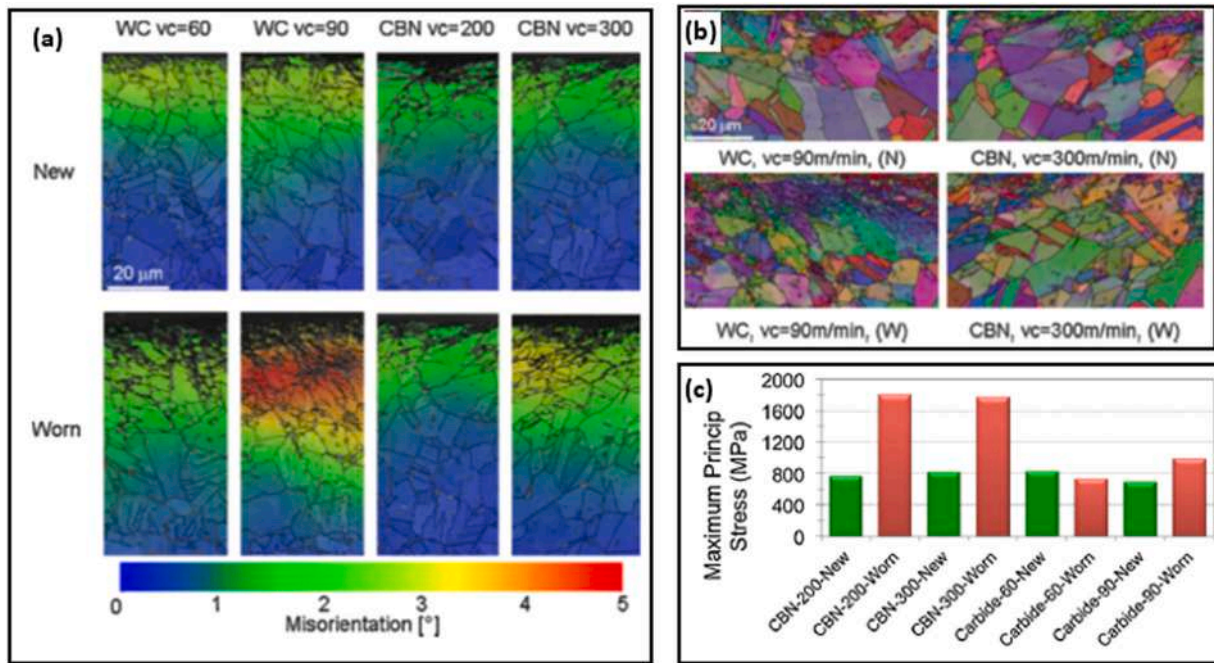 (a)
WC vc=60 WC vc=90 CBN vc=200 CBN vc=300
New
20 μm
Worn
0 1 2 3 4 5
Misorientation [°]
(b)
20 μm
WC, vc=90m/min, (N) CBN, vc=300m/min, (N)
WC, vc=90m/min, (W) CBN, vc=300m/min, (W)
(c)
Maximum Princip
Stress (MPa)
2000
1600
1200
800
400
0
CBN-200-New
CBN-200-Worn
CBN-300-New
CBN-300-Worn
Carbide-60-New
Carbide-60-Worn
Carbide-90-New
Carbide-90-Worn